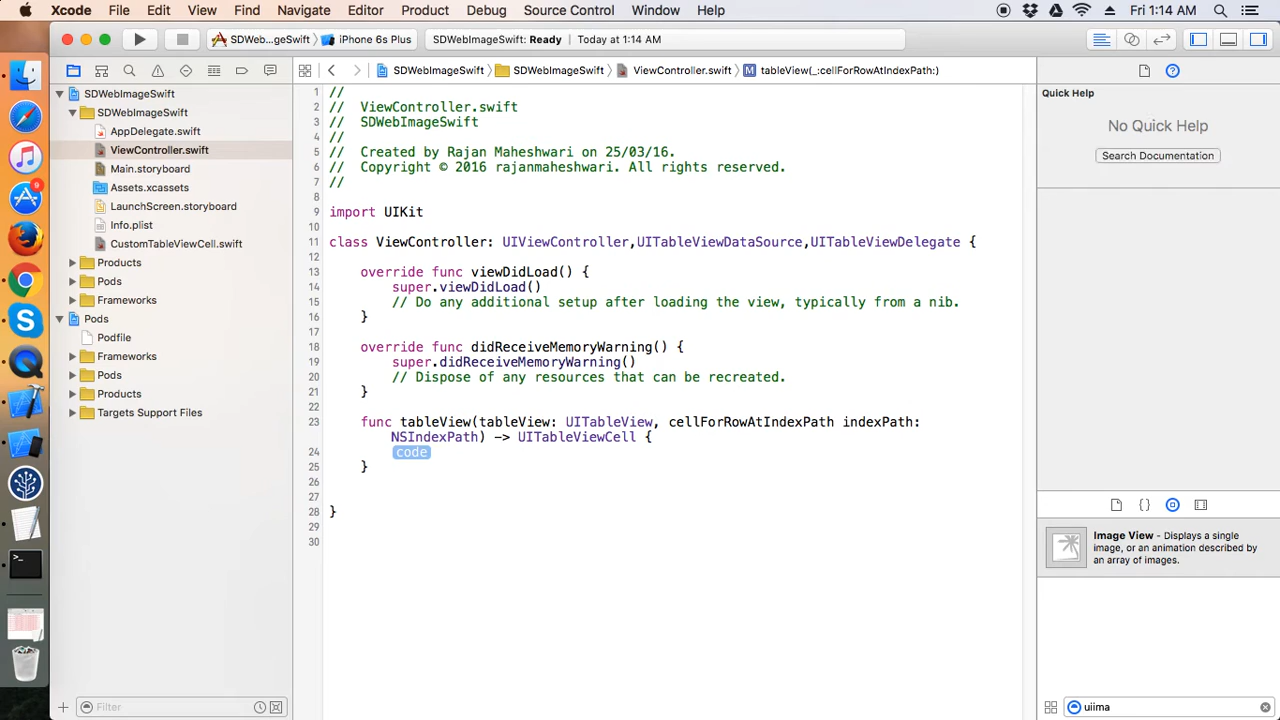 Xcode File Edit View Find Navigate Editor Product Debug Source Control Window Help Fri 1:14 AM
SDWeb...geSwift iPhone 6s Plus SDWebImageSwift: Ready Today at 1:14 AM
SDWebImageSwift SDWebImageSwift ViewController.swift M tableView(_:cellForRowAtIndexPath:)
SDWebImageSwift
SDWebImageSwift
AppDelegate.swift
ViewController.swift
Main.storyboard
Assets.xcassets
LaunchScreen.storyboard
Info.plist
CustomTableViewCell.swift
Products
Pods
Frameworks
Pods
Podfile
Frameworks
Pods
Products
Targets Support Files
Filter
9
1 //
2 // ViewController.swift
3 // SDWebImageSwift
4 //
5 // Created by Rajan Maheshwari on 25/03/16.
6 // Copyright © 2016 rajanmaheshwari. All rights reserved.
7 //
8
9 import UIKit
10
11 class ViewController: UIViewController,UITableViewDataSource,UITableViewDelegate {
12
13 override func viewDidLoad() {
14 super.viewDidLoad()
15 // Do any additional setup after loading the view, typically from a nib.
16 }
17
18 override func didReceiveMemoryWarning() {
19 super.didReceiveMemoryWarning()
20 // Dispose of any resources that can be recreated.
21 }
22
23 func tableView(tableView: UITableView, cellForRowAtIndexPath indexPath:
NSIndexPath) -> UITableViewCell {
24 code
25 }
26
27
28 }
29
30
Quick Help
No Quick Help
Search Documentation
{}
Image View - Displays a single
image, or an animation described by
an array of images.
uiima